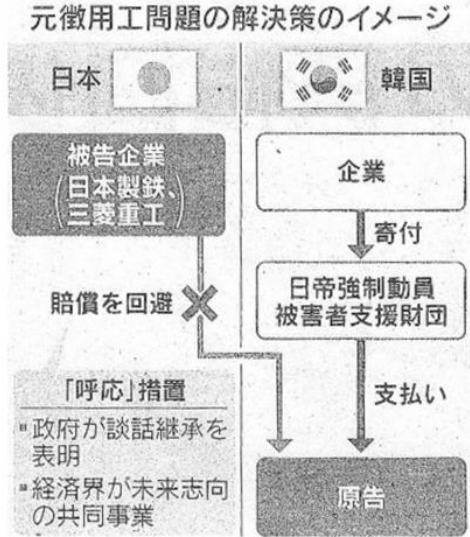 元徴用工問題の解決策のイメージ
日本
韓国
被告企業
(日本製鉄、
三菱重工)
賠償を回避
企業
寄付
日帝強制動員
被害者支援財団
支払い
原告
「呼応」措置
政府が談話継承を
表明
経済界が未来志向
の共同事業